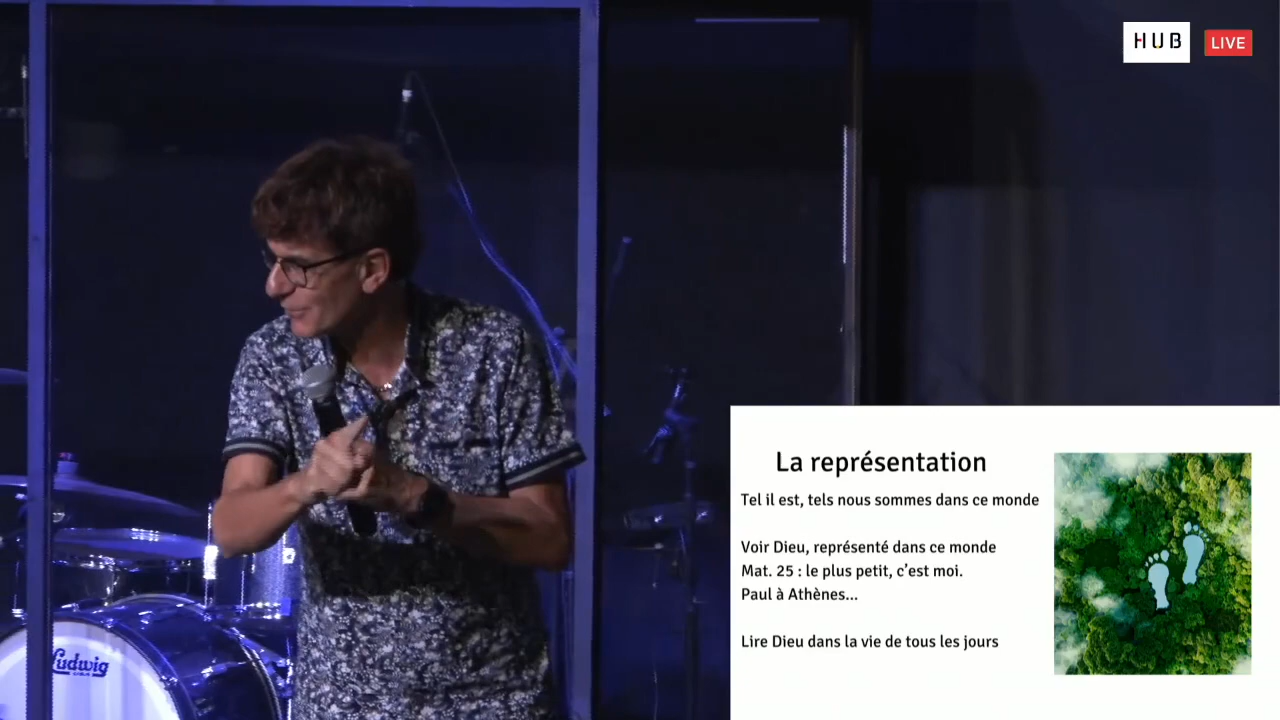 HUB
LIVE
La représentation
Tel il est, tels nous sommes dans ce monde
Voir Dieu, représenté dans ce monde
Mat. 25 : le plus petit, c’est moi.
Paul à Athènes...
Lire Dieu dans la vie de tous les jours
Ludwig